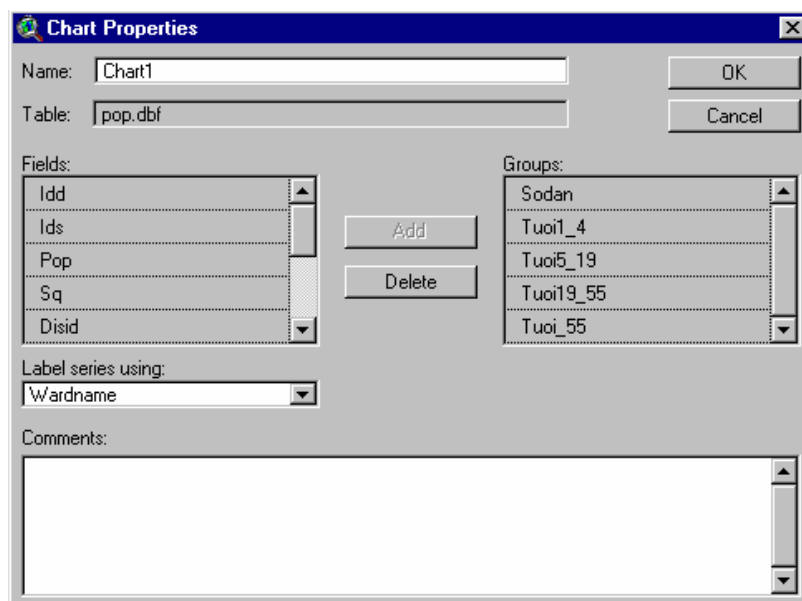 Chart Properties
Name: Chart1
OK
Table: pop.dbf
Cancel
Fields:
Groups:
Idd
Ids
Pop
Sq
Disid
Add
Delete
Sodan
Tuoi1_4
Tuoi5_19
Tuoi19_55
Tuoi_55
Label series using:
Wardname
Comments: